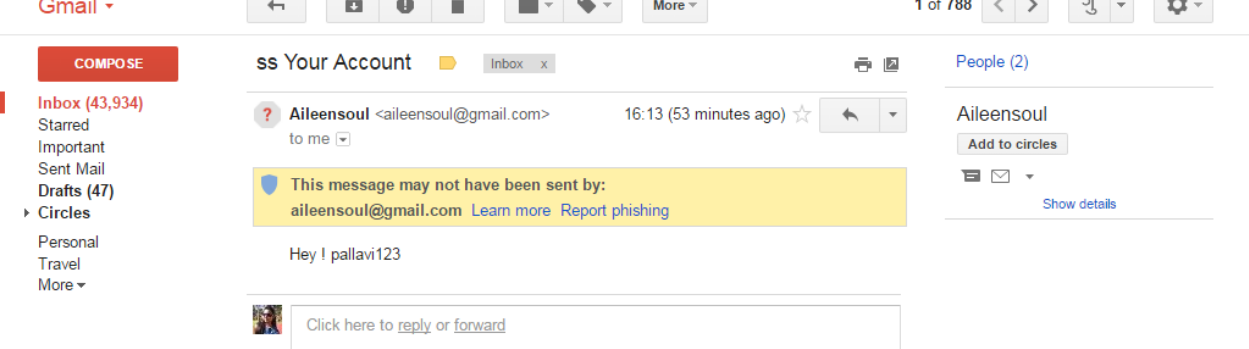 Gmail
More
1 of 788
COMPOSE
Inbox (43,934)
Starred
Important
Sent Mail
Drafts (47)
Circles
Personal
Travel
More
ss Your Account
Inbox x
Aileensoul <aileensoul@gmail.com>
16:13 (53 minutes ago)
to me
This message may not have been sent by:
aileensoul@gmail.com Learn more Report phishing
Hey ! pallavi123
Click here to reply or forward
People (2)
Aileensoul
Add to circles
Show details